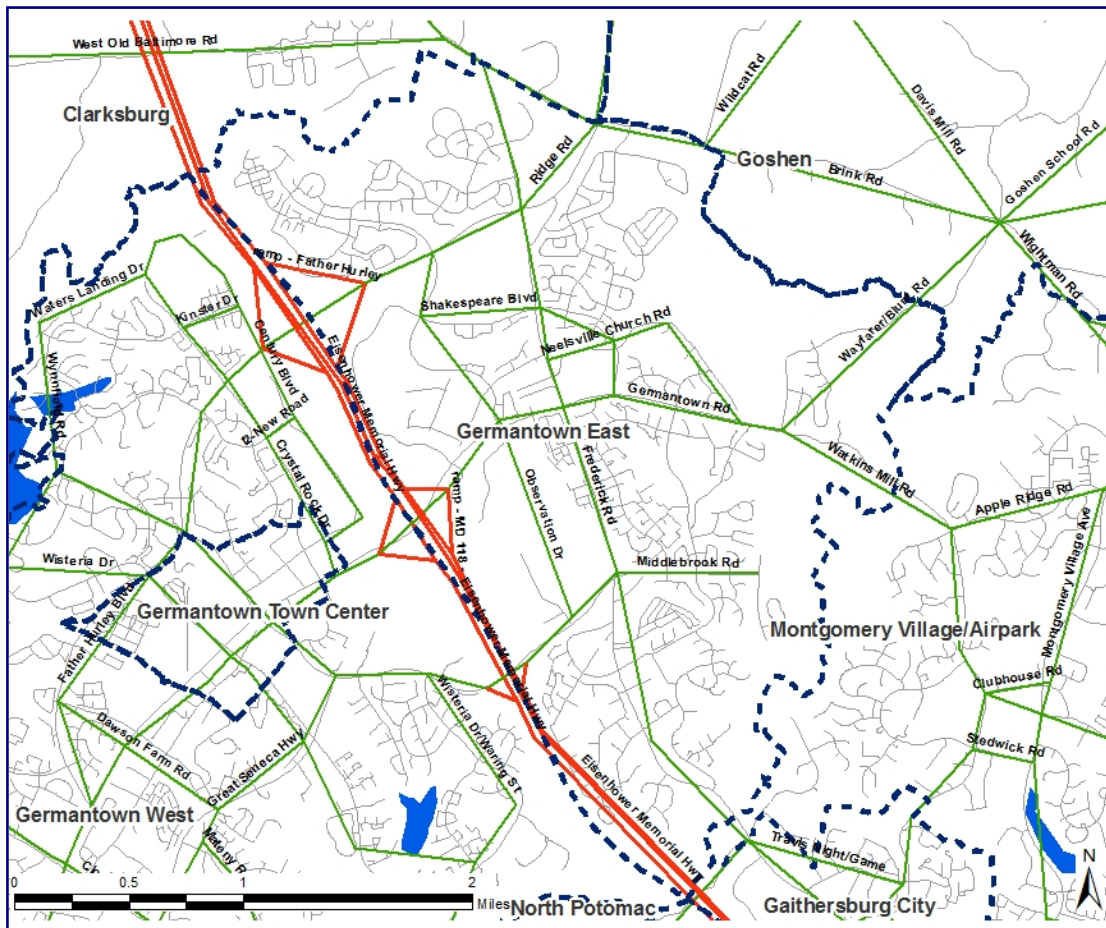 West Old Baltimore Rd
Clarksburg
Wildcat Rd
Davis Mill Rd
Goshen School Rd
Ridge Rd
Goshen
Brink Rd
Wightman Rd
ramp - Father Hurley
Waters Landing Dr
Kinster Dr
Shakespeare Blvd
Neelsville Church Rd
Wayfarer/Blunt Rd
Century Blvd
Eisenhower Memorial Hwy
Wynnfield Rd
Germantown Rd
I2-New Road
Germantown East
Crystal Rock Dr
Observation Dr
Frederick Rd
Watkins Mill Rd
Apple Ridge Rd
ramp - MD 118
Montgomery Village Ave
Wisteria Dr
Middlebrook Rd
Father Hurley Blvd
Germantown Town Center
Eisenhower Memorial Hwy
Montgomery Village/Airpark
Clubhouse Rd
Wisteria Dr/Waring St
Stedwick Rd
Dawson Farm Rd
Great Seneca Hwy
Eisenhower Memorial Hwy
Germantown West
Travis Right/Game
0 0.5 1 2
Miles
North Potomac
Gaithersburg City
N